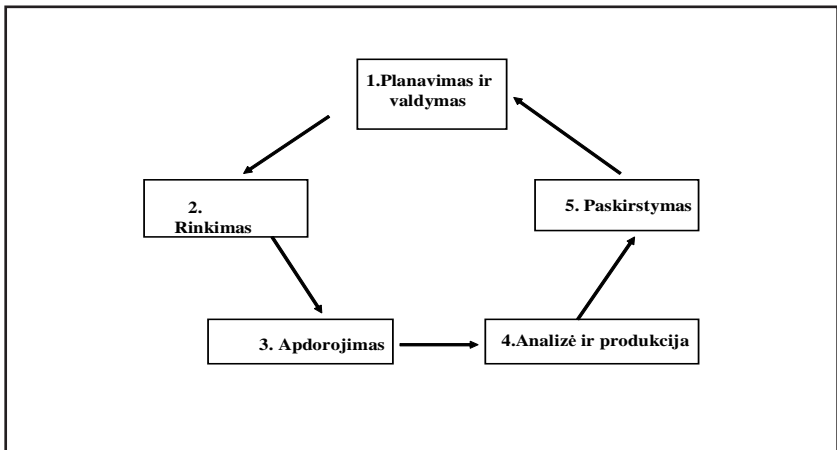 1.Planavimas ir
valdymas
2.
Rinkimas
3. Apdorojimas
4.Analizė ir produkcija
5. Paskirstymas